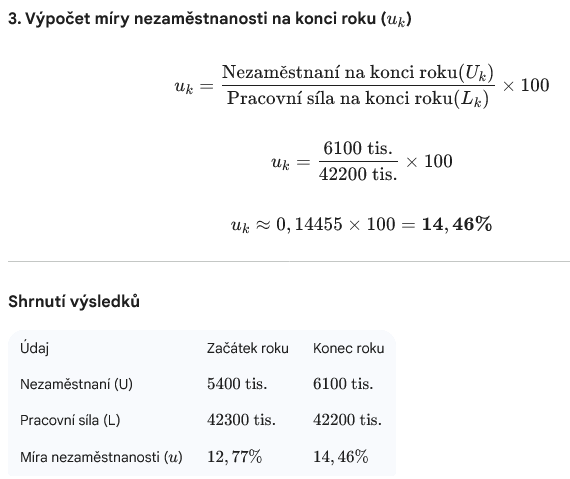 3. Výpočet míry nezaměstnanosti na konci roku (u_k)
u_k = Nezaměstnaní na konci roku(U_k) / Pracovní síla na konci roku(L_k) × 100
u_k = 6100 tis. / 42200 tis. × 100
u_k ≈ 0,14455 × 100 = 14,46%
Shrnutí výsledků
Údaj Začátek roku Konec roku
Nezaměstnaní (U) 5400 tis. 6100 tis.
Pracovní síla (L) 42300 tis. 42200 tis.
Míra nezaměstnanosti (u) 12,77% 14,46%